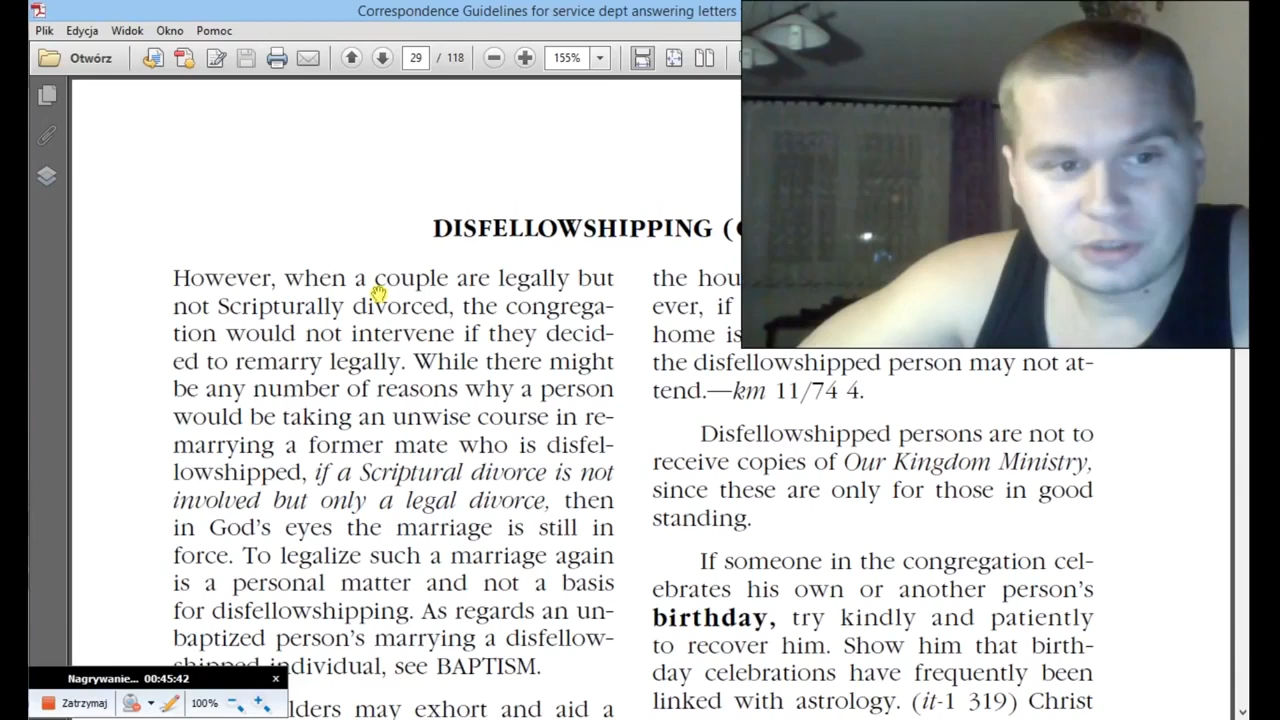 Correspondence Guidelines for service dept answering letters
Plik Edycja Widok Okno Pomoc
Otwórz 29 / 118 155%
DISFELLOWSHIPPING (
However, when a couple are legally but
not Scripturally divorced, the congrega-
tion would not intervene if they decid-
ed to remarry legally. While there might
be any number of reasons why a person
would be taking an unwise course in re-
marrying a former mate who is disfel-
lowshipped, if a Scriptural divorce is not
involved but only a legal divorce, then
in God's eyes the marriage is still in
force. To legalize such a marriage again
is a personal matter and not a basis
for disfellowshipping. As regards an un-
baptized person's marrying a disfellow-
shipped individual, see BAPTISM.
lders may exhort and aid a
the hou
ever, if
home is
the disfellowshipped person may not at-
tend.—km 11/74 4.
Disfellowshipped persons are not to
receive copies of Our Kingdom Ministry,
since these are only for those in good
standing.
If someone in the congregation cel-
ebrates his own or another person's
birthday, try kindly and patiently
to recover him. Show him that birth-
day celebrations have frequently been
linked with astrology. (it-1 319) Christ
Nagrywanie... 00:45:42
Zatrzymaj 100%